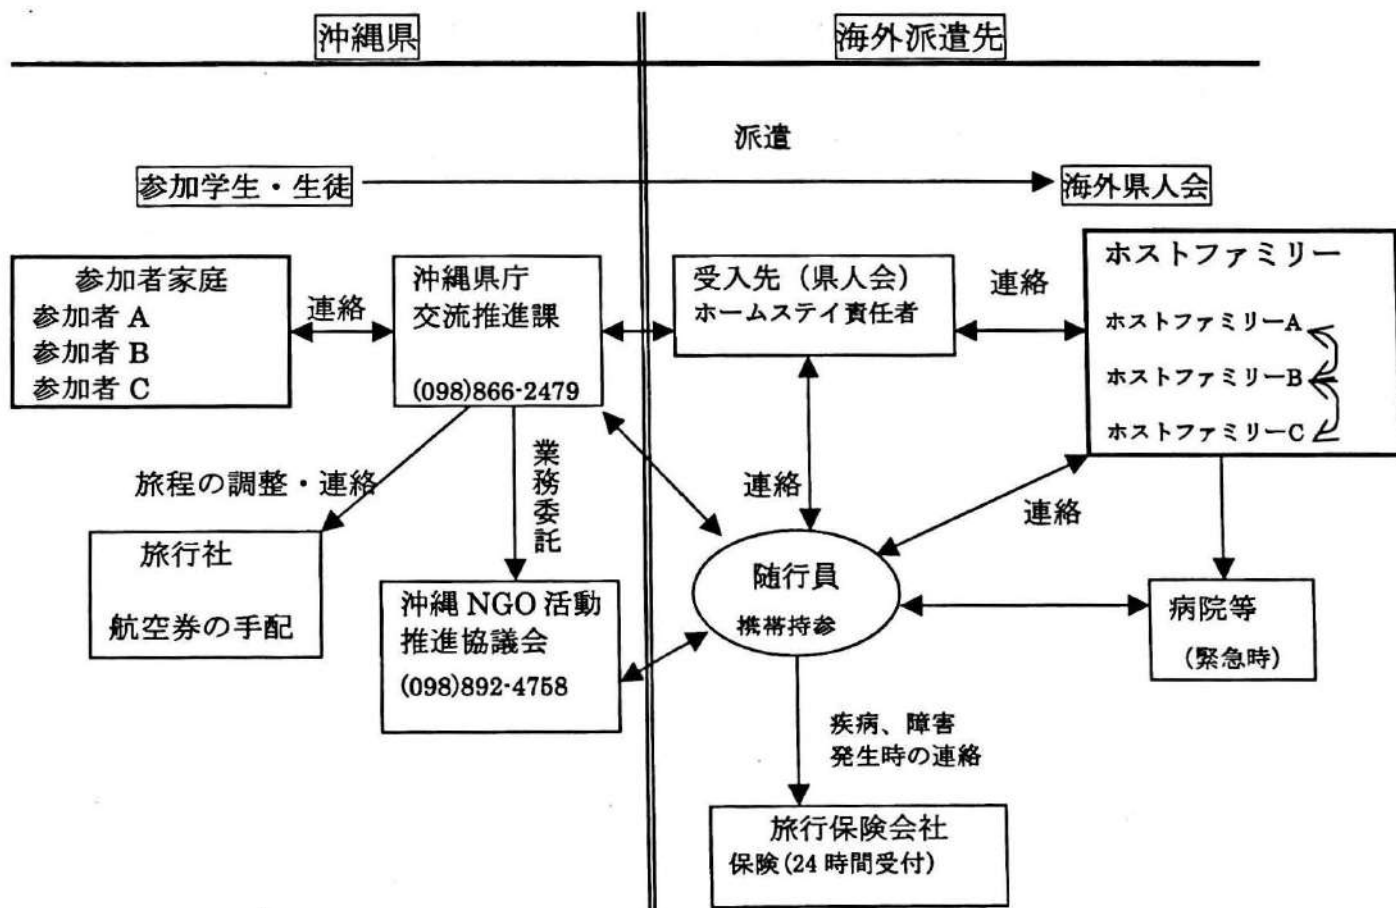 沖縄県
海外派遣先
派遣
参加学生・生徒
海外県人会
参加者家庭
参加者 A
参加者 B
参加者 C
連絡
沖縄県庁
交流推進課
(098)866-2479
受入先（県人会）
ホームステイ責任者
連絡
ホストファミリー
ホストファミリーA
ホストファミリーB
ホストファミリーC
旅程の調整・連絡
業務委託
連絡
連絡
旅行社
航空券の手配
沖縄 NGO 活動
推進協議会
(098)892-4758
随行員
携帯持参
病院等
（緊急時）
疾病、障害
発生時の連絡
旅行保険会社
保険(24 時間受付)